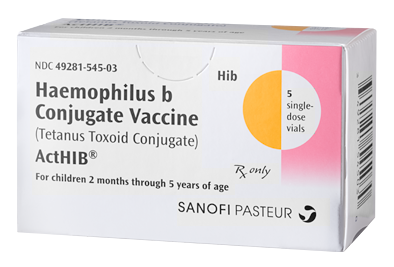 NDC 49281-545-03
Hib
Haemophilus b
Conjugate Vaccine
(Tetanus Toxoid Conjugate)
ActHIB®
For children 2 months through 5 years of age
5
single-
dose
vials
Rx only
SANOFI PASTEUR